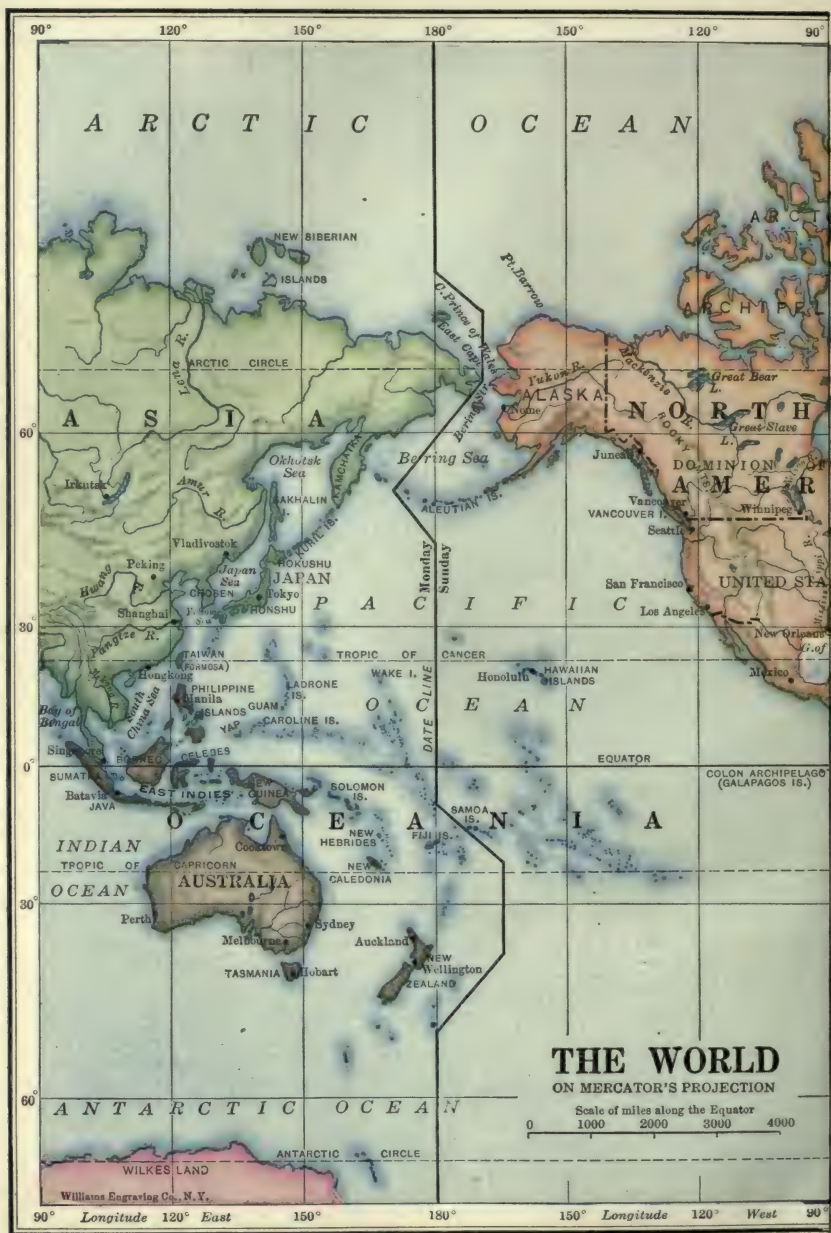 90° 120° 150° 180° 150° 120° 90°
ARCTIC OCEAN
NEW SIBERIAN
ISLANDS
Pt. Barrow
C. Prince of Wales
East Cape
Bering Str.
ARCT
ARCHIPEL
Lena R.
ARCTIC CIRCLE
Yukon R.
Mackenzie R.
Great Bear
L.
ALASKA
Nome
ASIA
NORTH
60°
ROCKY
Great Slave
L.
Okhotsk
Sea
KAMCHATKA
Berring Sea
Juneau
DOMINION OF
AMER
Irkutsk
Amur R.
SAKHALIN
I.
KURIL IS.
ALEUTIAN IS.
Vancouver
VANCOUVER I.
Winnipeg
Seattle
Vladivostok
HOKUSHU
Japan
Sea
JAPAN
Monday
Sunday
Peking
Hwang
CHOSEN
Tokyo
HONSHU
San Francisco
UNITED STA
Shanghai
Los Angeles
PACIFIC
30°
Yangtze R.
New Orleans
G. of
TAIWAN
(FORMOSA)
TROPIC OF CANCER
Hongkong
WAKE I.
Honolulu
HAWAIIAN
ISLANDS
Mexico
Mekong R.
South
China Sea
PHILIPPINE
Manila
ISLANDS
LADRONE
IS.
GUAM
OCEAN
Bay of
Bengal
YAP
CAROLINE IS.
DATE LINE
Singapore
BORNEO
CELEBES
EQUATOR
0°
SUMATRA
NEW
GUINEA
SOLOMON
IS.
COLON ARCHIPELAGO
(GALAPAGOS IS.)
Batavia
JAVA
EAST INDIES
SAMOA
IS.
OCEANIA
INDIAN
OCEAN
Cooktown
NEW
HEBRIDES
FIJI IS.
TROPIC OF CAPRICORN
AUSTRALIA
NEW
CALEDONIA
30°
Perth
Sydney
Melbourne
Auckland
NEW
Wellington
ZEALAND
TASMANIA
Hobart
THE WORLD
ON MERCATOR'S PROJECTION
Scale of miles along the Equator
0 1000 2000 3000 4000
60°
ANTARCTIC OCEAN
ANTARCTIC CIRCLE
WILKES LAND
Williams Engraving Co., N.Y.
90° Longitude 120° East 150° 180° 150° Longitude 120° West 90°